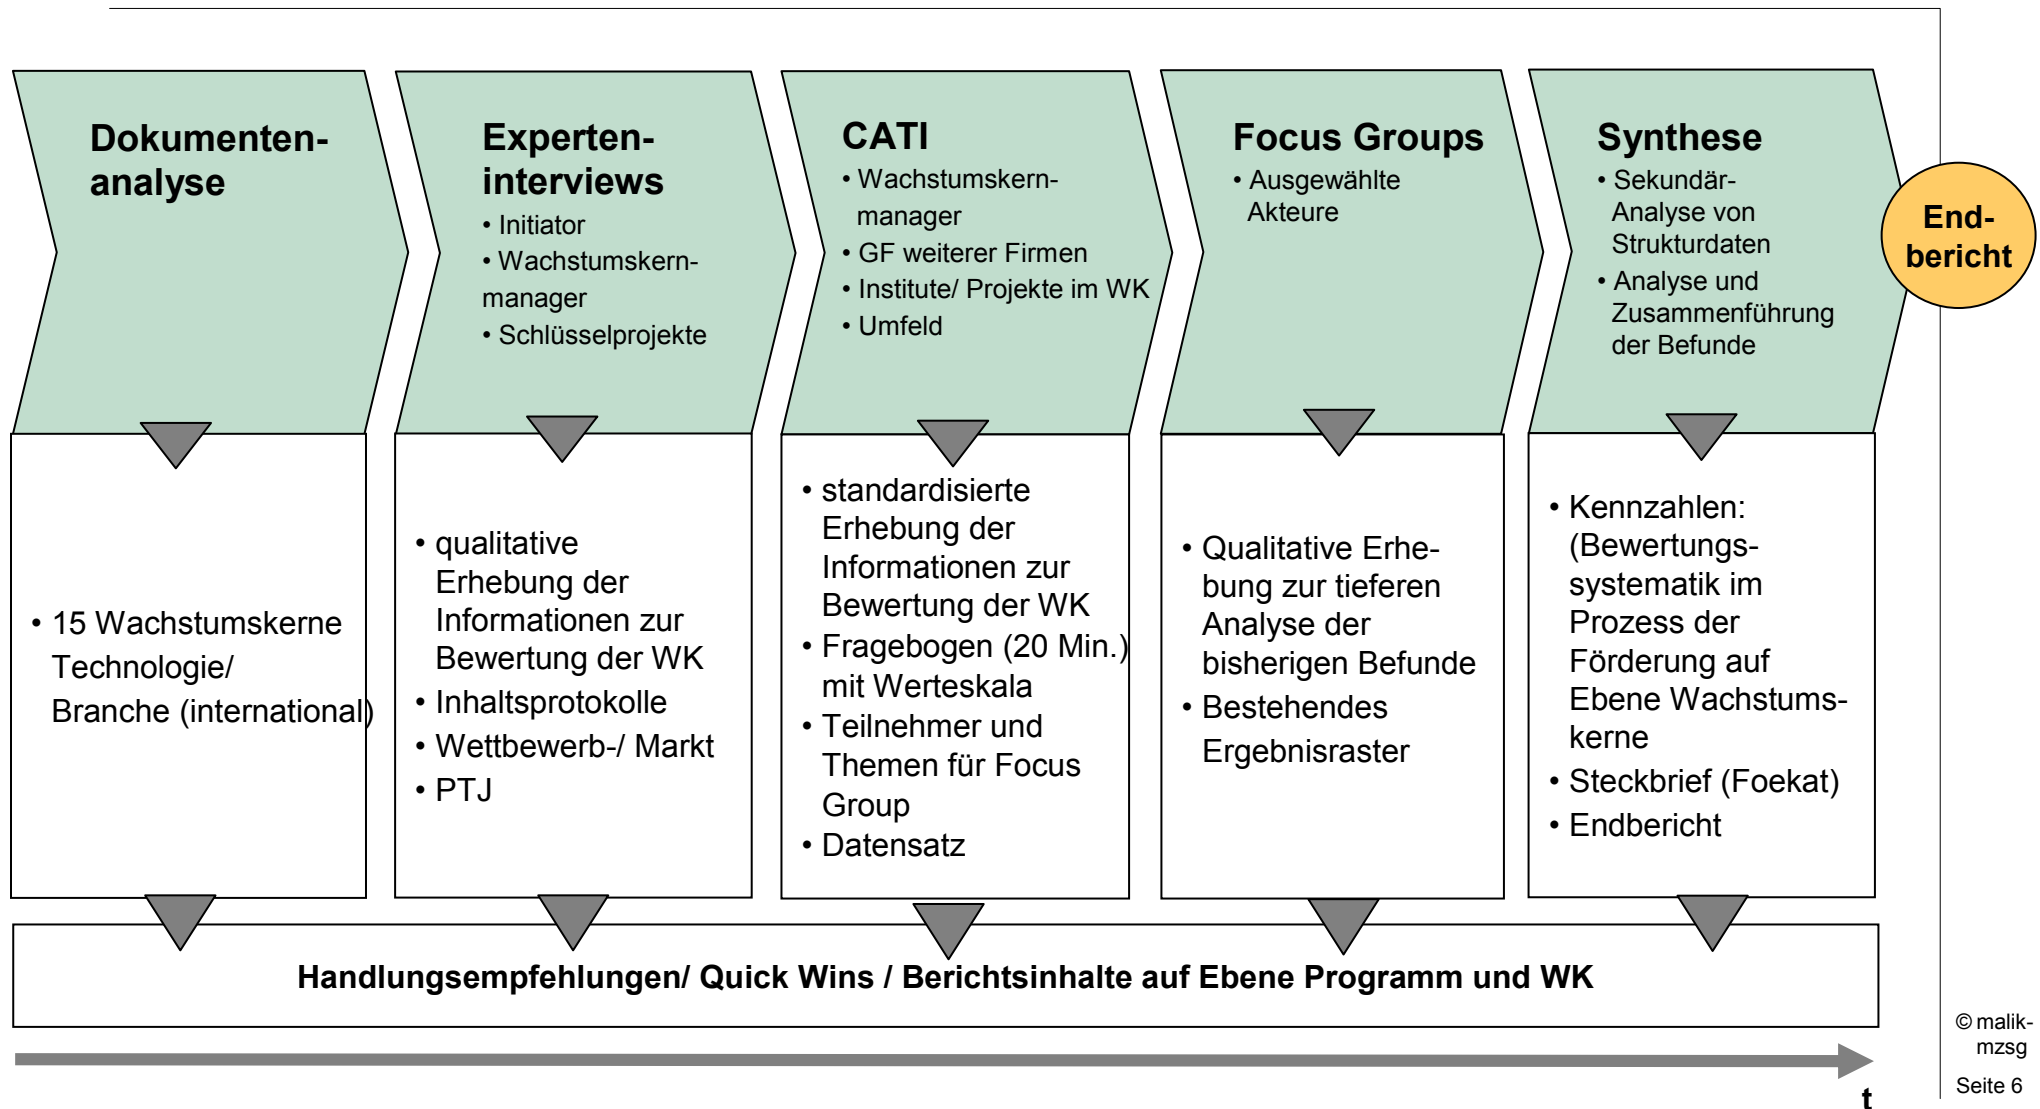 Dokumenten-
analyse
Experten-
interviews
• Initiator
• Wachstumskern-
manager
• Schlüsselprojekte
CATI
• Wachstumskern-
manager
• GF weiterer Firmen
• Institute/ Projekte im WK
• Umfeld
Focus Groups
• Ausgewählte
Akteure
Synthese
• Sekundär-
Analyse von
Strukturdaten
• Analyse und
Zusammenführung
der Befunde
End-
bericht
• 15 Wachstumskerne
Technologie/
Branche (international)
• qualitative
Erhebung der
Informationen zur
Bewertung der WK
• Inhaltsprotokolle
• Wettbewerb-/ Markt
• PTJ
• standardisierte
Erhebung der
Informationen zur
Bewertung der WK
• Fragebogen (20 Min.)
mit Werteskala
• Teilnehmer und
Themen für Focus
Group
• Datensatz
• Qualitative Erhe-
bung zur tieferen
Analyse der
bisherigen Befunde
• Bestehendes
Ergebnisraster
• Kennzahlen:
(Bewertungs-
systematik im
Prozess der
Förderung auf
Ebene Wachstums-
kerne
• Steckbrief (Foekat)
• Endbericht
Handlungsempfehlungen/ Quick Wins / Berichtsinhalte auf Ebene Programm und WK
t
© malik-
mzsg
Seite 6